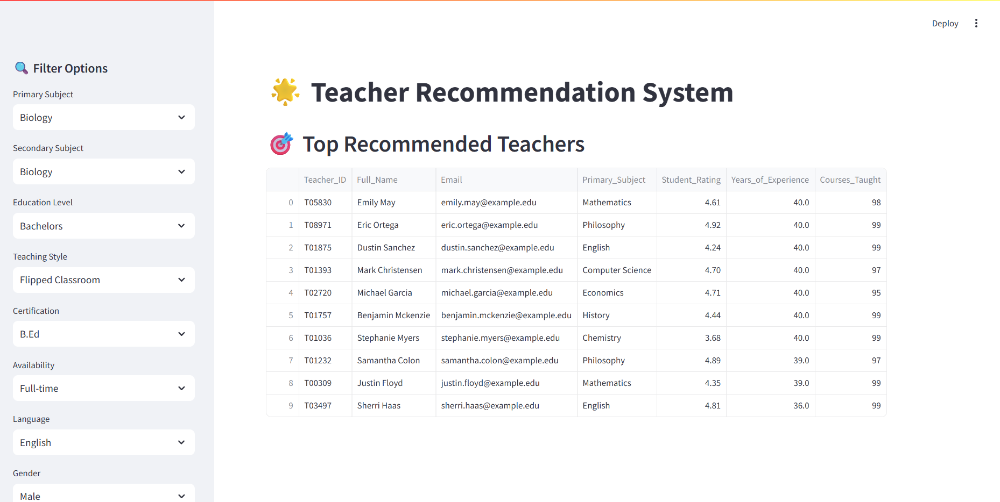 Deploy
Filter Options
Primary Subject
Biology
Secondary Subject
Biology
Education Level
Bachelors
Teaching Style
Flipped Classroom
Certification
B.Ed
Availability
Full-time
Language
English
Gender
Male
Teacher Recommendation System
Top Recommended Teachers
Teacher_ID Full_Name Email Primary_Subject Student_Rating Years_of_Experience Courses_Taught
0 T05830 Emily May emily.may@example.edu Mathematics 4.61 40.0 98
1 T08971 Eric Ortega eric.ortega@example.edu Philosophy 4.92 40.0 99
2 T01875 Dustin Sanchez dustin.sanchez@example.edu English 4.24 40.0 99
3 T01393 Mark Christensen mark.christensen@example.edu Computer Science 4.70 40.0 97
4 T02720 Michael Garcia michael.garcia@example.edu Economics 4.71 40.0 95
5 T01757 Benjamin Mckenzie benjamin.mckenzie@example.edu History 4.44 40.0 99
6 T01036 Stephanie Myers stephanie.myers@example.edu Chemistry 3.68 40.0 99
7 T01232 Samantha Colon samantha.colon@example.edu Philosophy 4.89 39.0 97
8 T00309 Justin Floyd justin.floyd@example.edu Mathematics 4.35 39.0 99
9 T03497 Sherri Haas sherri.haas@example.edu English 4.81 36.0 99